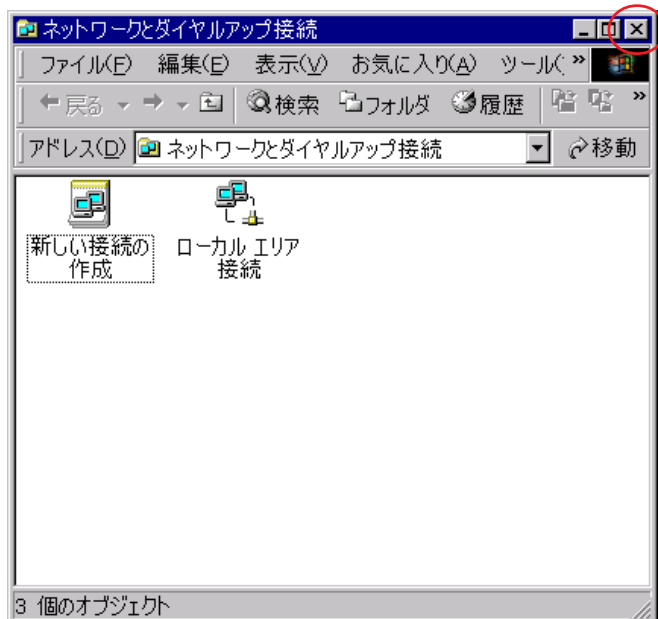 ネットワークとダイヤルアップ接続
ファイル(F) 編集(E) 表示(V) お気に入り(A) ツール( »
戻る 検索 フォルダ 履歴 »
アドレス(D) ネットワークとダイヤルアップ接続 移動
新しい接続の
作成
ローカル エリア
接続
3 個のオブジェクト